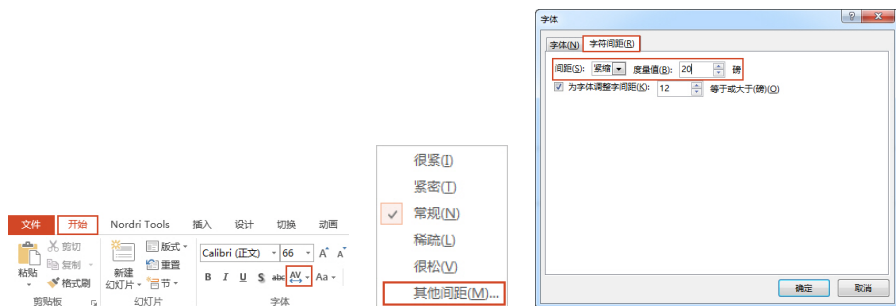 文件 开始 Nordri Tools 插入 设计 切换 动画
粘贴
剪切
复制
格式刷
剪贴板
新建
幻灯片
版式
重置
节
幻灯片
Calibri (正文) 66 A A
B I U S abc AV Aa
字体
很紧(I)
紧密(T)
常规(N)
稀疏(L)
很松(V)
其他间距(M)...
字体
字体(N) 字符间距(R)
间距(S): 紧缩 度量值(B): 20 磅
为字体调整字间距(K): 12 等于或大于(磅)(O)
确定 取消